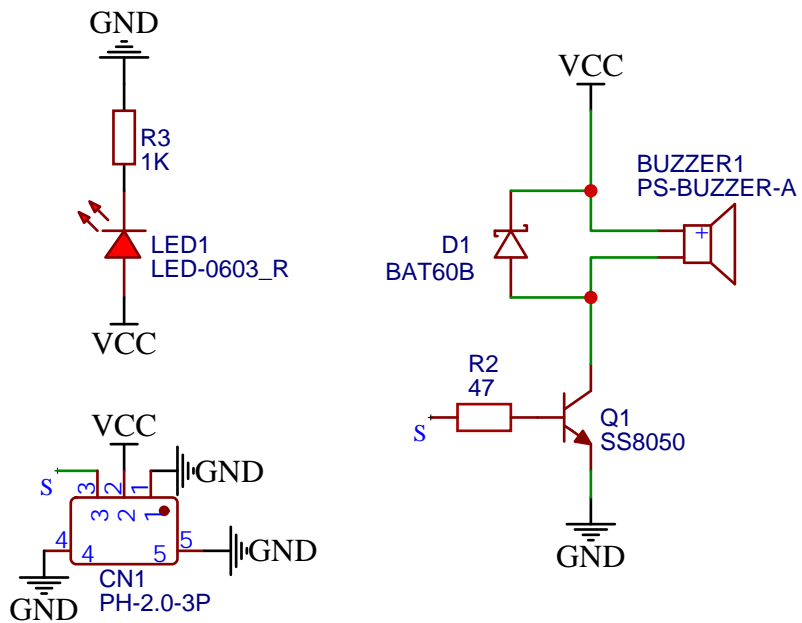 GND
R3
1K
LED1
LED-0603_R
VCC
VCC
BUZZER1
PS-BUZZER-A
+
D1
BAT60B
R2
47
S
Q1
SS8050
GND
VCC
S
3
2
1
GND
3
2
1
4
4
5
5
GND
GND
CN1
PH-2.0-3P